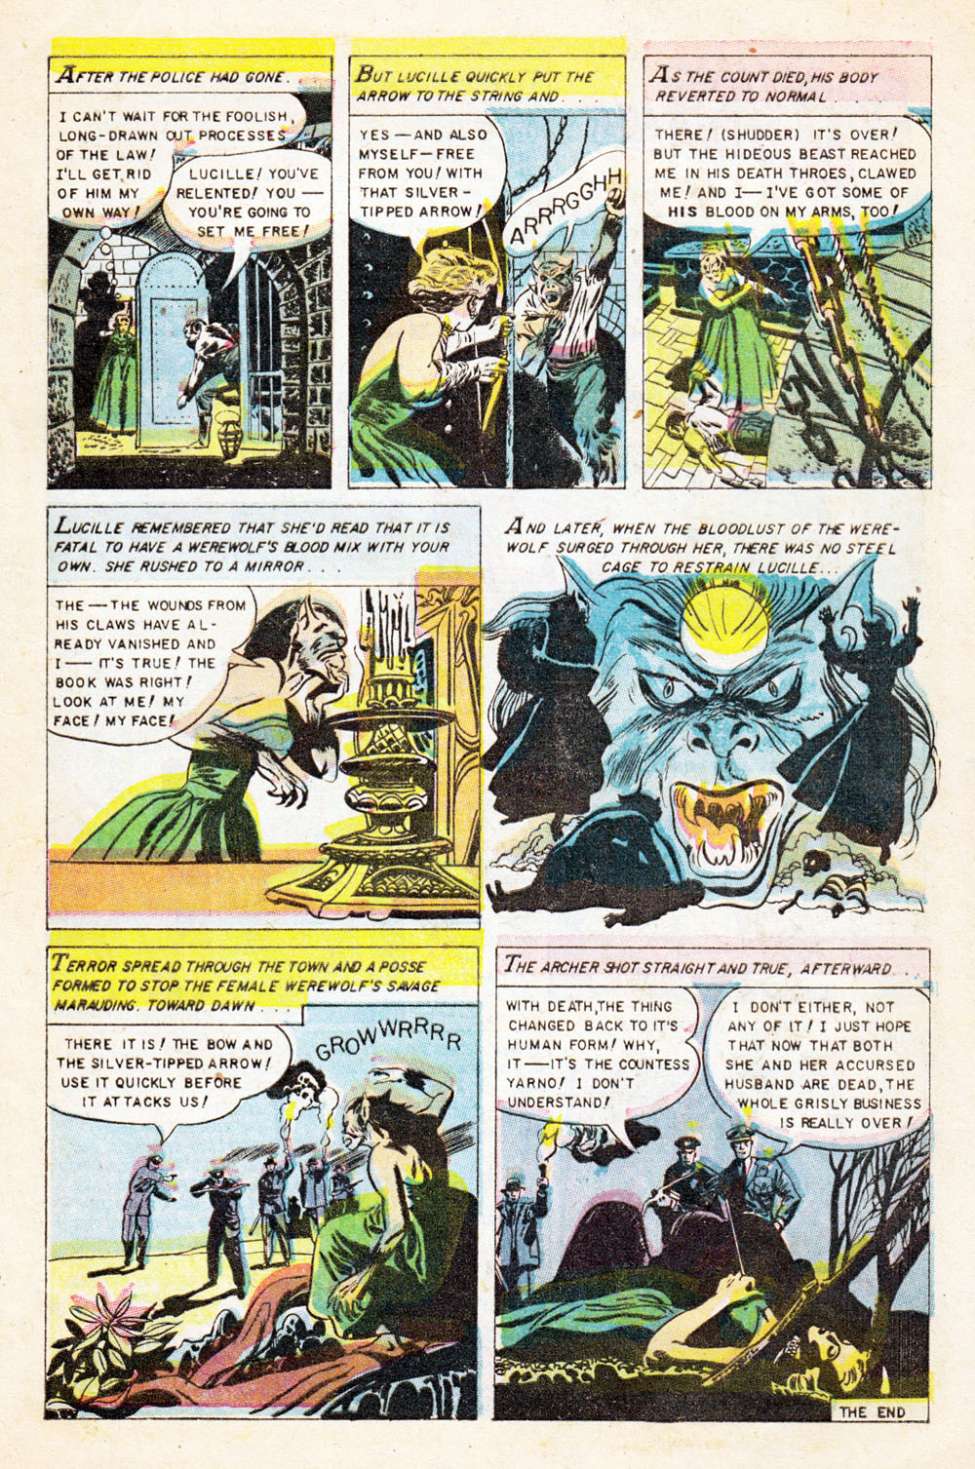 AFTER THE POLICE HAD GONE. . .
I CAN'T WAIT FOR THE FOOLISH,
LONG-DRAWN OUT PROCESSES
OF THE LAW!
I'LL GET RID
OF HIM MY
OWN WAY!
LUCILLE! YOU'VE
RELENTED! YOU —
YOU'RE GOING TO
SET ME FREE!
BUT LUCILLE QUICKLY PUT THE
ARROW TO THE STRING AND. . . .
YES — AND ALSO
MYSELF — FREE
FROM YOU! WITH
THAT SILVER-
TIPPED ARROW!
ARRRRGGHHH
AS THE COUNT DIED, HIS BODY
REVERTED TO NORMAL . . . .
THERE! (SHUDDER) IT'S OVER!
BUT THE HIDEOUS BEAST REACHED
ME IN HIS DEATH THROES, CLAWED
ME! AND I — I'VE GOT SOME OF
HIS BLOOD ON MY ARMS, TOO!
LUCILLE REMEMBERED THAT SHE'D READ THAT IT IS
FATAL TO HAVE A WEREWOLF'S BLOOD MIX WITH YOUR
OWN. SHE RUSHED TO A MIRROR. . .
THE — THE WOUNDS FROM
HIS CLAWS HAVE AL-
READY VANISHED AND
I — IT'S TRUE! THE
BOOK WAS RIGHT!
LOOK AT ME! MY
FACE! MY FACE!
AND LATER, WHEN THE BLOODLUST OF THE WERE-
WOLF SURGED THROUGH HER, THERE WAS NO STEEL
CAGE TO RESTRAIN LUCILLE...
TERROR SPREAD THROUGH THE TOWN AND A POSSE
FORMED TO STOP THE FEMALE WEREWOLF'S SAVAGE
MARAUDING. TOWARD DAWN . . .
THERE IT IS! THE BOW AND
THE SILVER-TIPPED ARROW!
USE IT QUICKLY BEFORE
IT ATTACKS US!
GROWWRRRR
THE ARCHER SHOT STRAIGHT AND TRUE, AFTERWARD. . .
WITH DEATH, THE THING
CHANGED BACK TO IT'S
HUMAN FORM! WHY,
IT — IT'S THE COUNTESS
YARNO! I DON'T
UNDERSTAND!
I DON'T EITHER, NOT
ANY OF IT! I JUST HOPE
THAT NOW THAT BOTH
SHE AND HER ACCURSED
HUSBAND ARE DEAD, THE
WHOLE GRISLY BUSINESS
IS REALLY OVER!
THE END